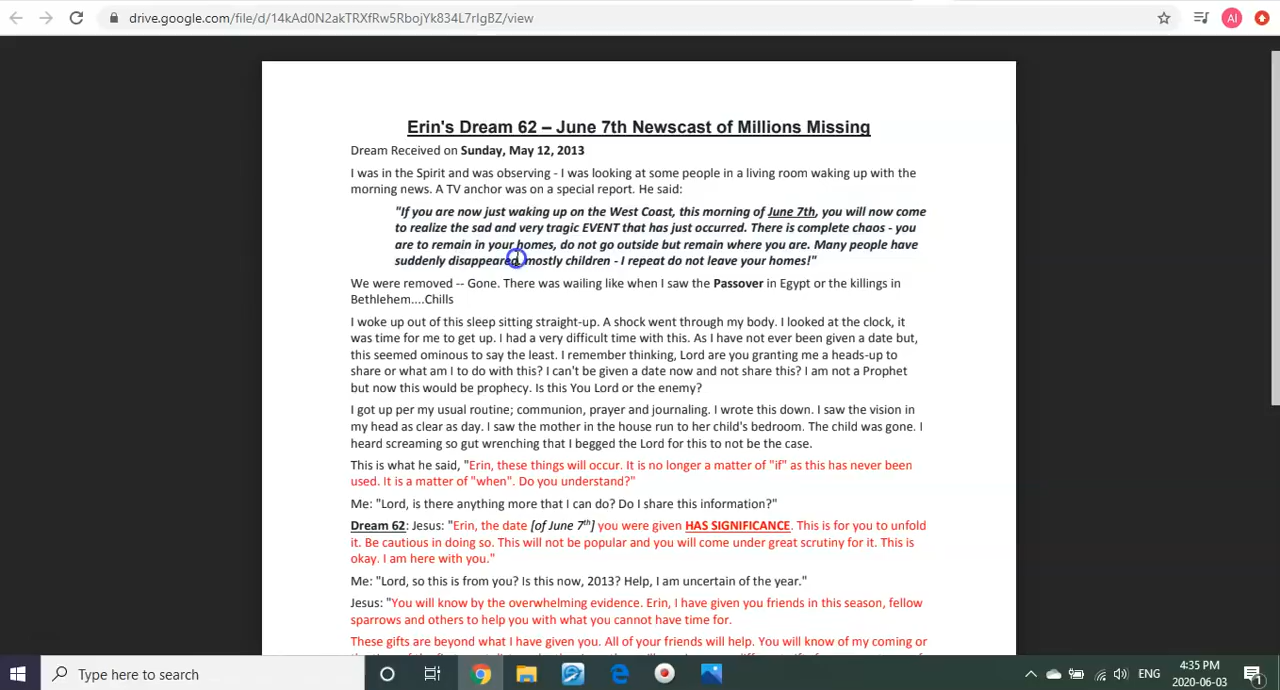 drive.google.com/file/d/14kAd0N2akTRXfRw5RbojYk834L7rIgBZ/view
AI
Erin's Dream 62 – June 7th Newscast of Millions Missing
Dream Received on Sunday, May 12, 2013
I was in the Spirit and was observing - I was looking at some people in a living room waking up with the
morning news. A TV anchor was on a special report. He said:
"If you are now just waking up on the West Coast, this morning of June 7th, you will now come
to realize the sad and very tragic EVENT that has just occurred. There is complete chaos - you
are to remain in your homes, do not go outside but remain where you are. Many people have
suddenly disappeared, mostly children - I repeat do not leave your homes!"
We were removed -- Gone. There was wailing like when I saw the Passover in Egypt or the killings in
Bethlehem....Chills
I woke up out of this sleep sitting straight-up. A shock went through my body. I looked at the clock, it
was time for me to get up. I had a very difficult time with this. As I have not ever been given a date but,
this seemed ominous to say the least. I remember thinking, Lord are you granting me a heads-up to
share or what am I to do with this? I can't be given a date now and not share this? I am not a Prophet
but now this would be prophecy. Is this You Lord or the enemy?
I got up per my usual routine; communion, prayer and journaling. I wrote this down. I saw the vision in
my head as clear as day. I saw the mother in the house run to her child's bedroom. The child was gone. I
heard screaming so gut wrenching that I begged the Lord for this to not be the case.
This is what he said, "Erin, these things will occur. It is no longer a matter of "if" as this has never been
used. It is a matter of "when". Do you understand?"
Me: "Lord, is there anything more that I can do? Do I share this information?"
Dream 62: Jesus: "Erin, the date [of June 7th] you were given HAS SIGNIFICANCE. This is for you to unfold
it. Be cautious in doing so. This will not be popular and you will come under great scrutiny for it. This is
okay. I am here with you."
Me: "Lord, so this is from you? Is this now, 2013? Help, I am uncertain of the year."
Jesus: "You will know by the overwhelming evidence. Erin, I have given you friends in this season, fellow
sparrows and others to help you with what you cannot have time for.
These gifts are beyond what I have given you. All of your friends will help. You will know of my coming or
Type here to search
ENG
4:35 PM
2020-06-03
1